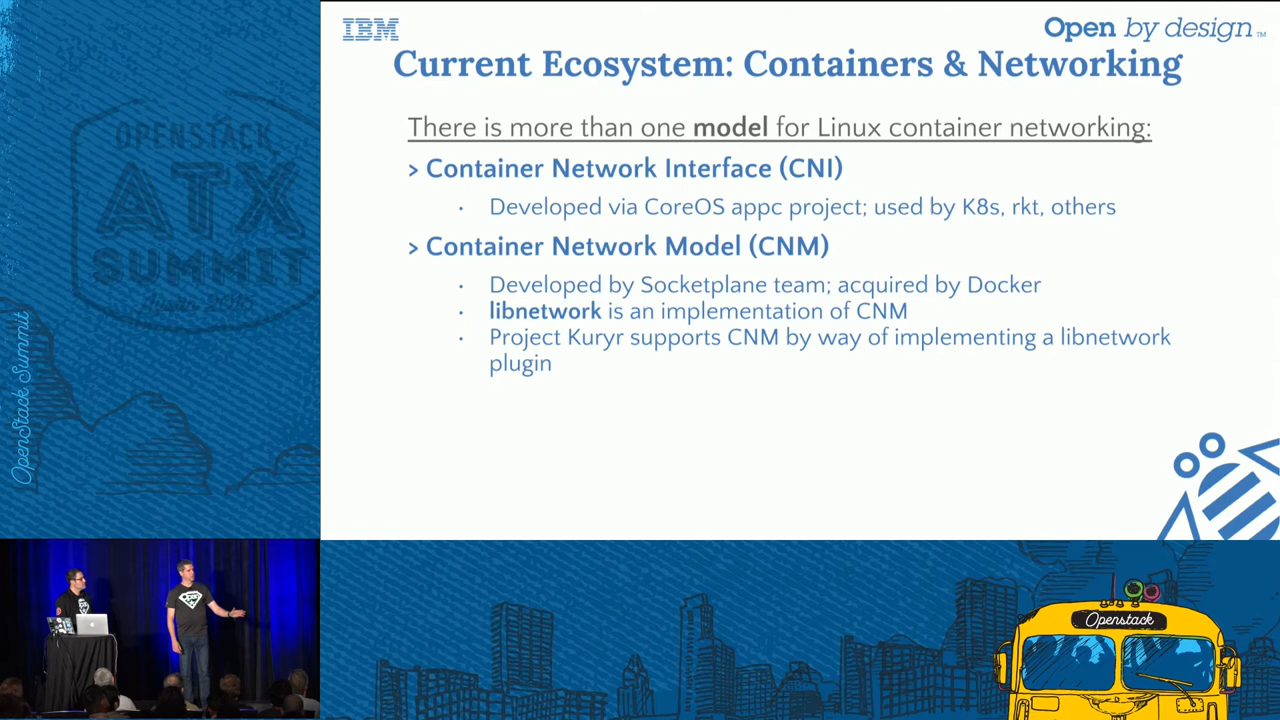 IBM
Open by design™
Current Ecosystem: Containers & Networking
There is more than one model for Linux container networking:
> Container Network Interface (CNI)
· Developed via CoreOS appc project; used by K8s, rkt, others
> Container Network Model (CNM)
· Developed by Socketplane team; acquired by Docker
· libnetwork is an implementation of CNM
· Project Kuryr supports CNM by way of implementing a libnetwork
plugin
OPENSTACK
ATX
SUMMIT
OpenStack Summit
Openstack